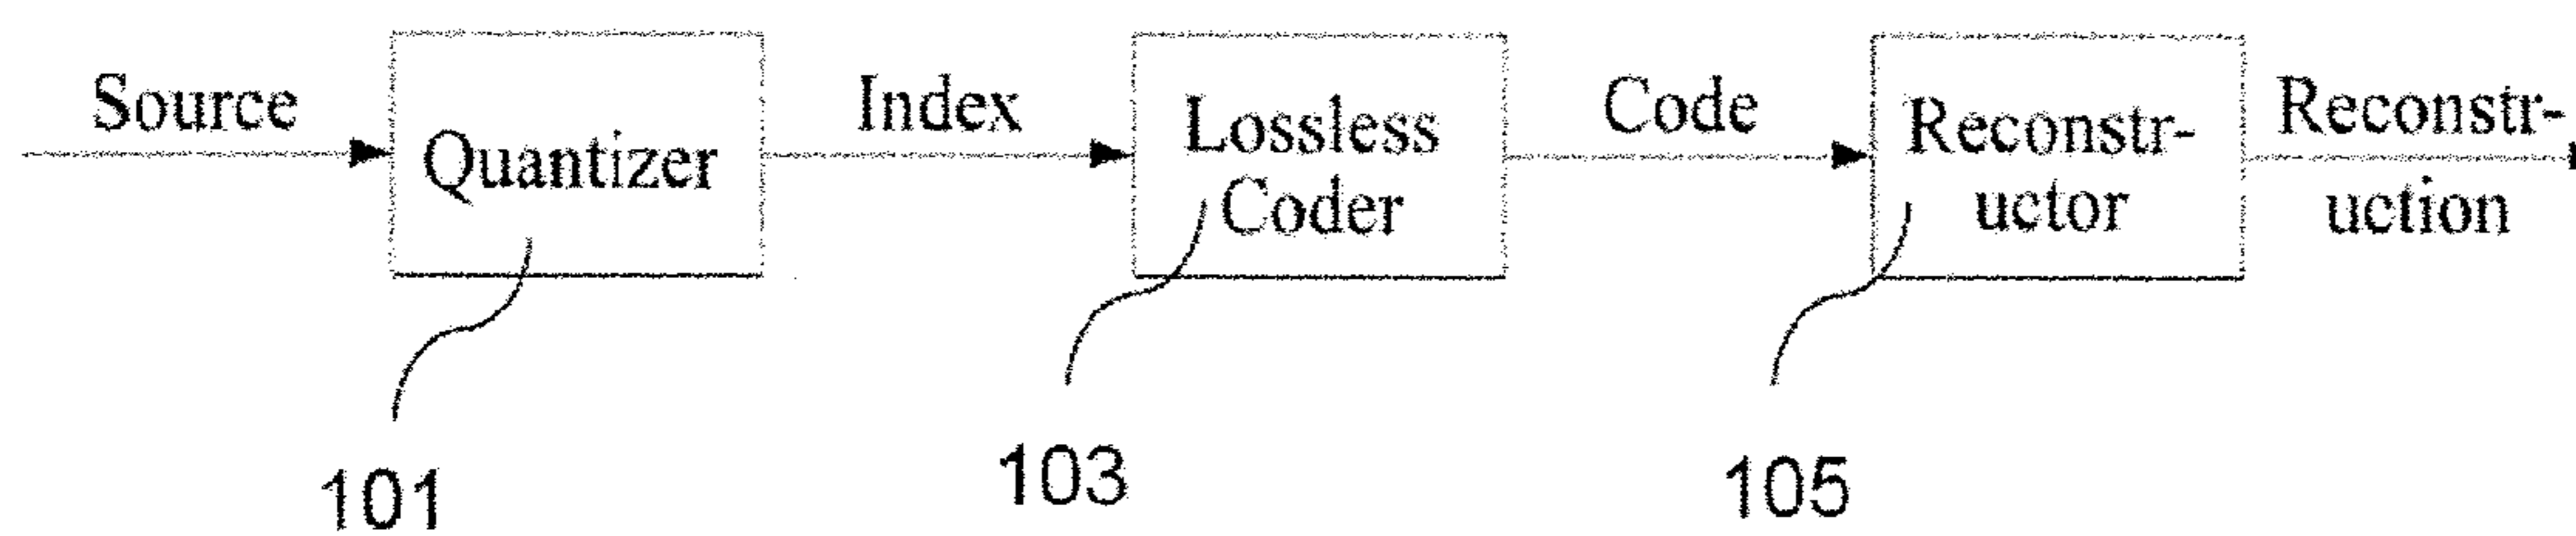 Source
Quantizer
Index
Lossless
Coder
Code
Reconstr-
uctor
Reconstr-
uction
101
103
105